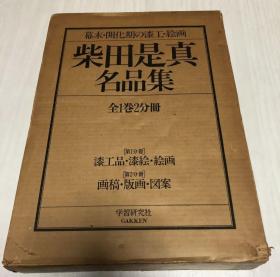 幕末・開化期の漆工・絵画
柴田是真
名品集
全1巻2分冊
[第1分冊]
漆工品・漆絵・絵画
[第2分冊]
画稿・版画・図案
学習研究社
GAKKEN